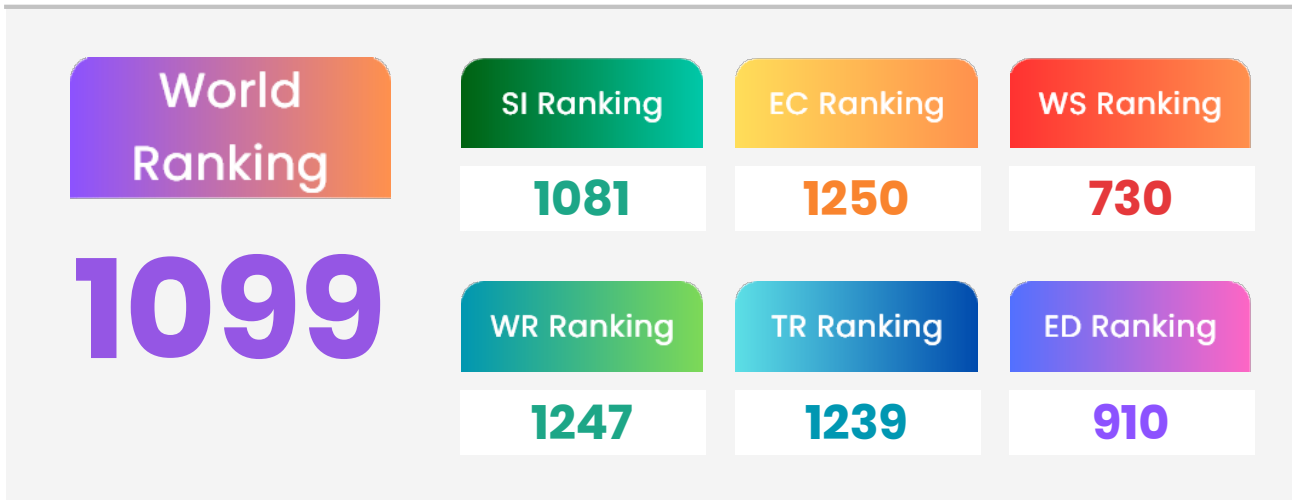 World
Ranking
1099
SI Ranking
1081
EC Ranking
1250
WS Ranking
730
WR Ranking
1247
TR Ranking
1239
ED Ranking
910